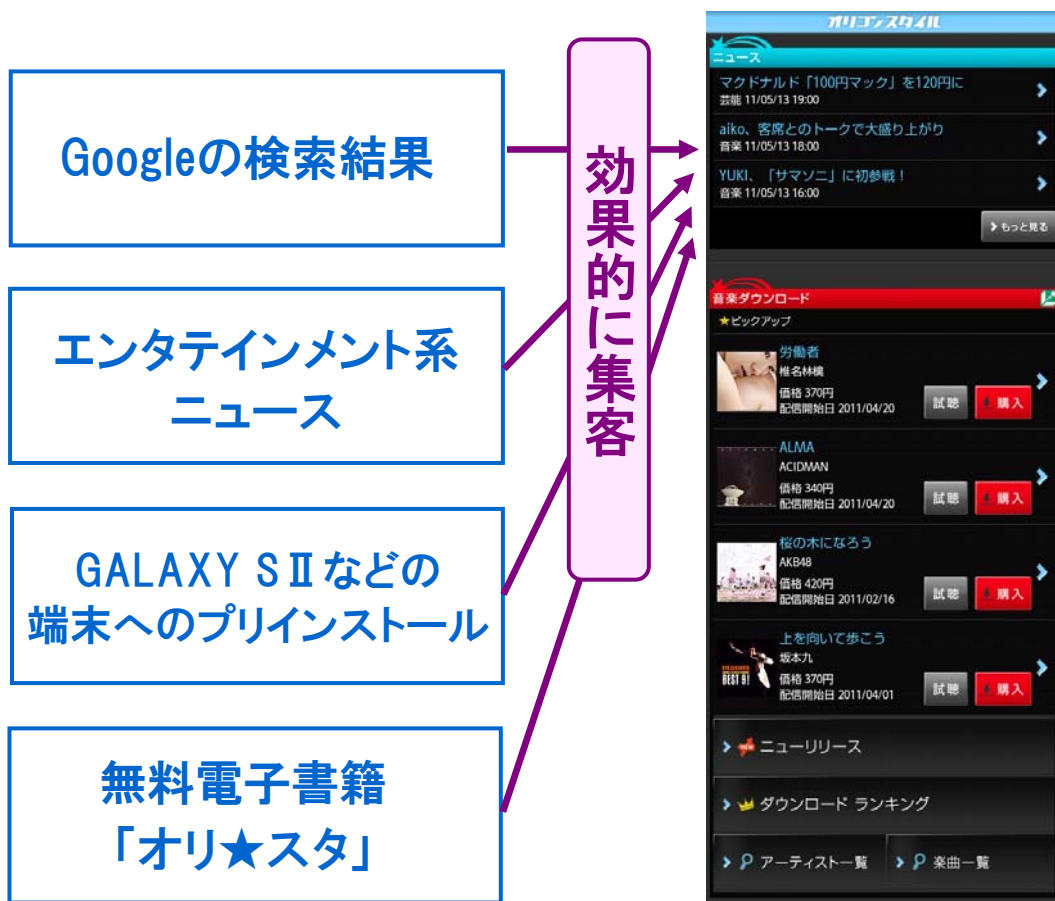 Googleの検索結果
エンタテインメント系
ニュース
GALAXY SⅡなどの
端末へのプリインストール
無料電子書籍
「オリ★スタ」
効果的に集客
オリコンスタイル
ニュース
マクドナルド「100円マック」を120円に
芸能 11/05/13 19:00
aiko、客席とのトークで大盛り上がり
音楽 11/05/13 18:00
YUKI、「サマソニ」に初参戦！
音楽 11/05/13 16:00
もっと見る
音楽ダウンロード
★ピックアップ
労働者
椎名林檎
価格 370円
配信開始日 2011/04/20
試聴 購入
ALMA
ACIDMAN
価格 340円
配信開始日 2011/04/20
試聴 購入
桜の木になろう
AKB48
価格 420円
配信開始日 2011/02/16
試聴 購入
上を向いて歩こう
坂本九
BEST 9!
価格 370円
配信開始日 2011/04/01
試聴 購入
ニューリリース
ダウンロード ランキング
アーティスト一覧 楽曲一覧